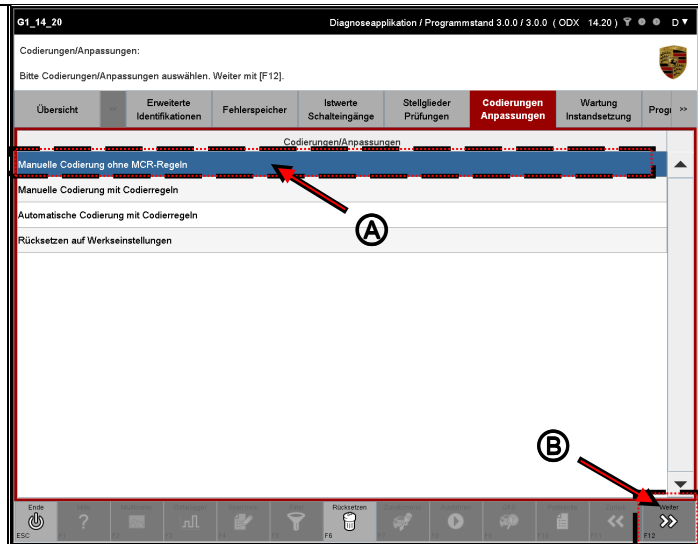 G1_14_20 Diagnoseapplikation / Programmstand 3.0.0 / 3.0.0 ( ODX 14.20 ) D ▼
Codierungen/Anpassungen:
Bitte Codierungen/Anpassungen auswählen. Weiter mit [F12].
Übersicht
<<
Erweiterte
Identifikationen
Fehlerspeicher
Istwerte
Schalteingänge
Stellglieder
Prüfungen
Codierungen
Anpassungen
Wartung
Instandsetzung
Progr
>>
Codierungen/Anpassungen
Manuelle Codierung ohne MCR-Regeln
Manuelle Codierung mit Codierregeln
Automatische Codierung mit Codierregeln
Rücksetzen auf Werkseinstellungen
A
B
Ende
ESC
Rücksetzen
F6
Weiter
F12